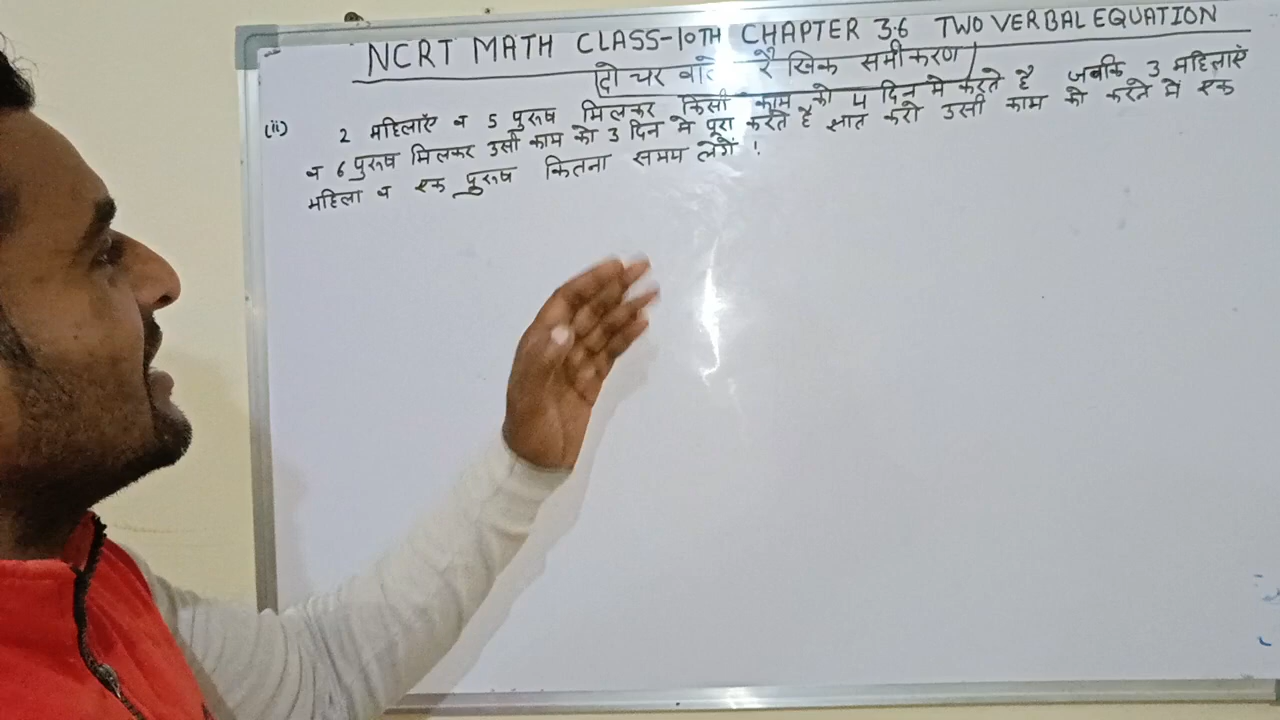 NCRT MATH CLASS-10TH CHAPTER 3.6 TWO VERBAL EQUATION
दो चर वाले रैखिक समीकरण
(ii) 2 महिलाएं व 5 पुरूष मिलकर किसी काम को 4 दिन मे करते है जबकि 3 महिलाएं
व 6 पुरूष मिलकर उसी काम को 3 दिन मे पूरा करते है ज्ञात करो उसी काम को करते में एक
महिला व एक पुरूष कितना समय लेगें !